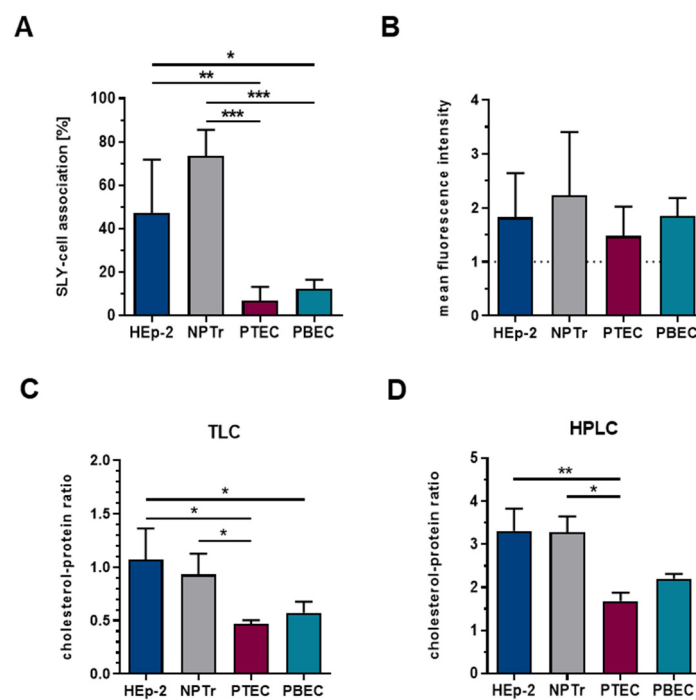 A
*
**
***
***
SLY-cell association [%]
100
80
60
40
20
0
HEp-2 NPTr PTEC PBEC
B
mean fluorescence intensity
4
3
2
1
0
HEp-2 NPTr PTEC PBEC
C
TLC
*
*
*
cholesterol-protein ratio
2.0
1.5
1.0
0.5
0.0
HEp-2 NPTr PTEC PBEC
D
HPLC
**
*
cholesterol-protein ratio
5
4
3
2
1
0
HEp-2 NPTr PTEC PBEC